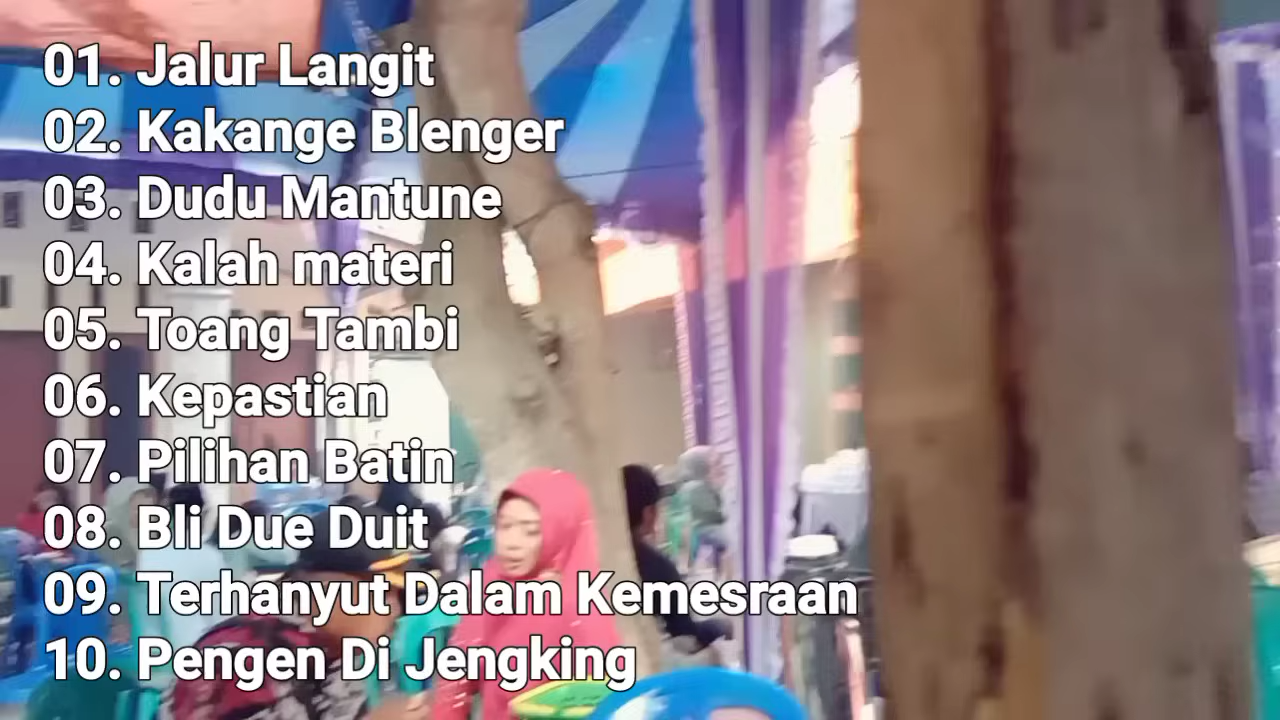 01. Jalur Langit
02. Kakange Blenger
03. Dudu Mantune
04. Kalah materi
05. Toang Tambi
06. Kepastian
07. Pilihan Batin
08. Bli Due Duit
09. Terhanyut Dalam Kemesraan
10. Pengen Di Jengking